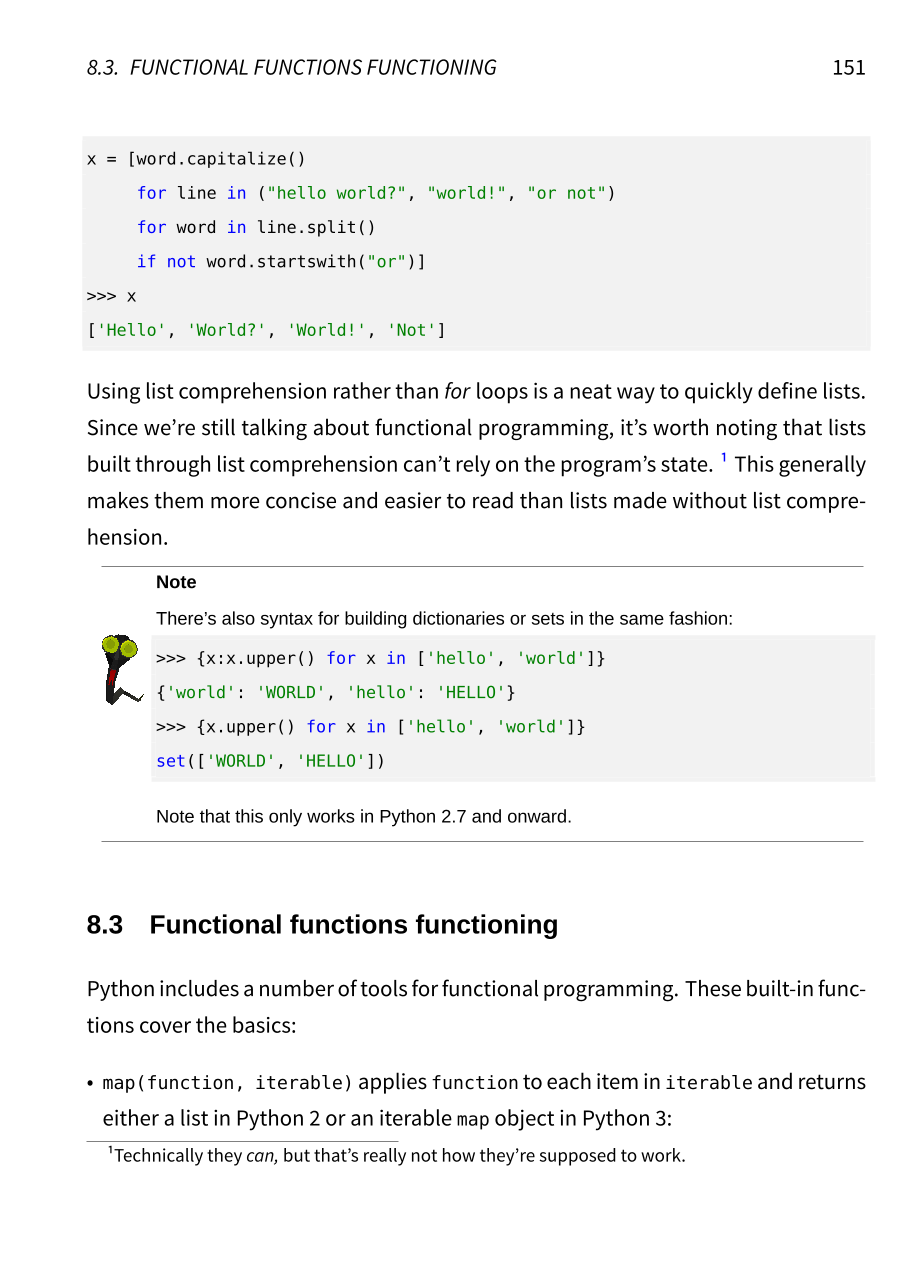 8.3. FUNCTIONAL FUNCTIONS FUNCTIONING 151
x = [word.capitalize()
     for line in ("hello world?", "world!", "or not")
     for word in line.split()
     if not word.startswith("or")]
>>> x
['Hello', 'World?', 'World!', 'Not']
Using list comprehension rather than for loops is a neat way to quickly define lists.
Since we’re still talking about functional programming, it’s worth noting that lists
built through list comprehension can’t rely on the program’s state. 1 This generally
makes them more concise and easier to read than lists made without list compre-
hension.
Note
There’s also syntax for building dictionaries or sets in the same fashion:
>>> {x:x.upper() for x in ['hello', 'world']}
{'world': 'WORLD', 'hello': 'HELLO'}
>>> {x.upper() for x in ['hello', 'world']}
set(['WORLD', 'HELLO'])
Note that this only works in Python 2.7 and onward.
8.3 Functional functions functioning
Python includes a number of tools for functional programming. These built-in func-
tions cover the basics:
• map(function, iterable) applies function to each item in iterable and returns
either a list in Python 2 or an iterable map object in Python 3:
1Technically they can, but that’s really not how they’re supposed to work.